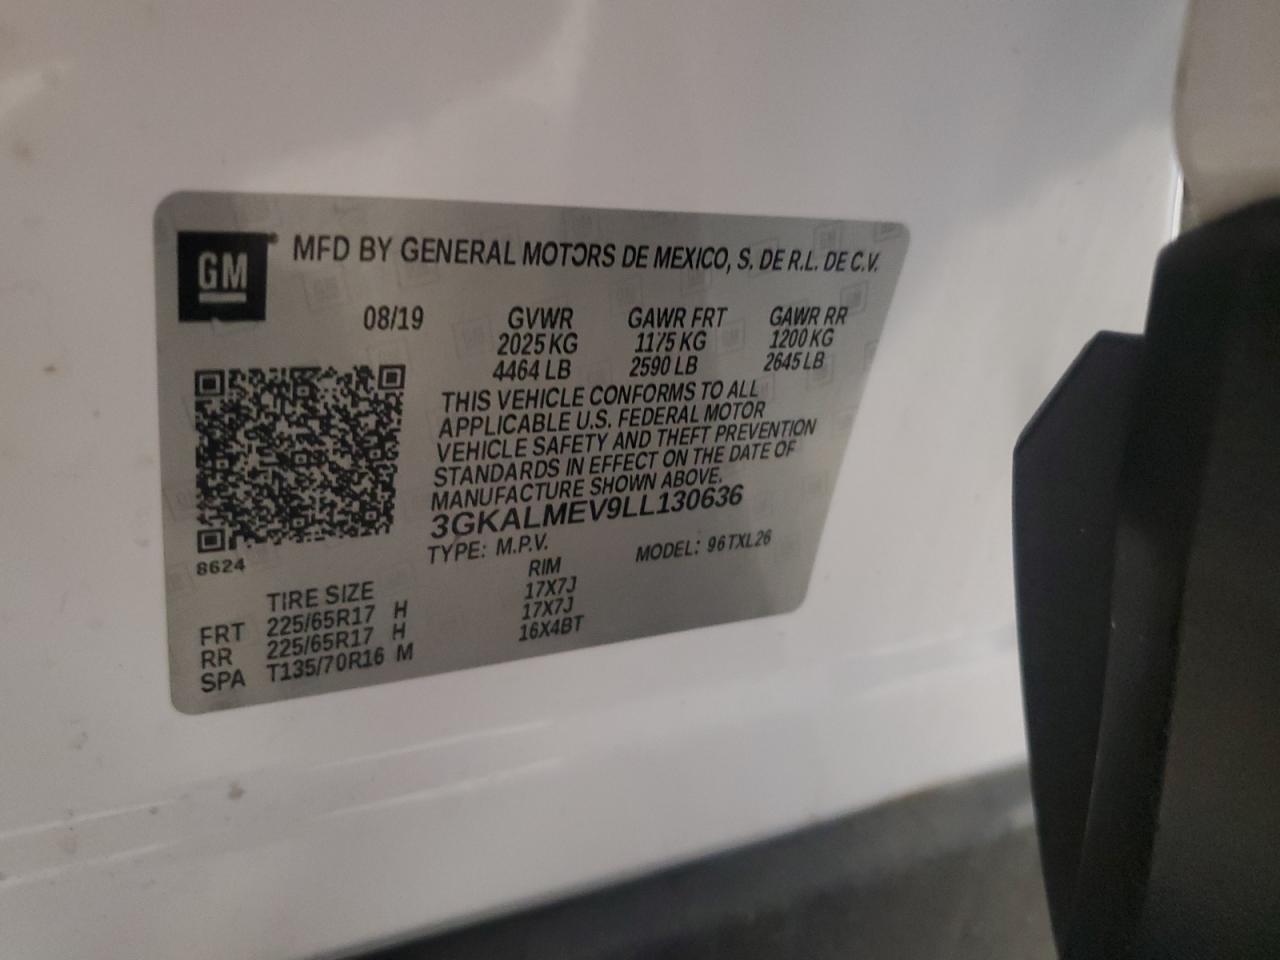 GM
MFD BY GENERAL MOTORS DE MEXICO, S. DE R.L. DE C.V.
08/19 GVWR GAWR FRT GAWR RR
2025 KG 1175 KG 1200 KG
4464 LB 2590 LB 2645 LB
THIS VEHICLE CONFORMS TO ALL
APPLICABLE U.S. FEDERAL MOTOR
VEHICLE SAFETY AND THEFT PREVENTION
STANDARDS IN EFFECT ON THE DATE OF
MANUFACTURE SHOWN ABOVE.
3GKALMEV9LL130636
TYPE: M.P.V. MODEL: 96TXL26
8624
TIRE SIZE RIM
FRT 225/65R17 H 17X7J
RR 225/65R17 H 17X7J
SPA T135/70R16 M 16X4BT